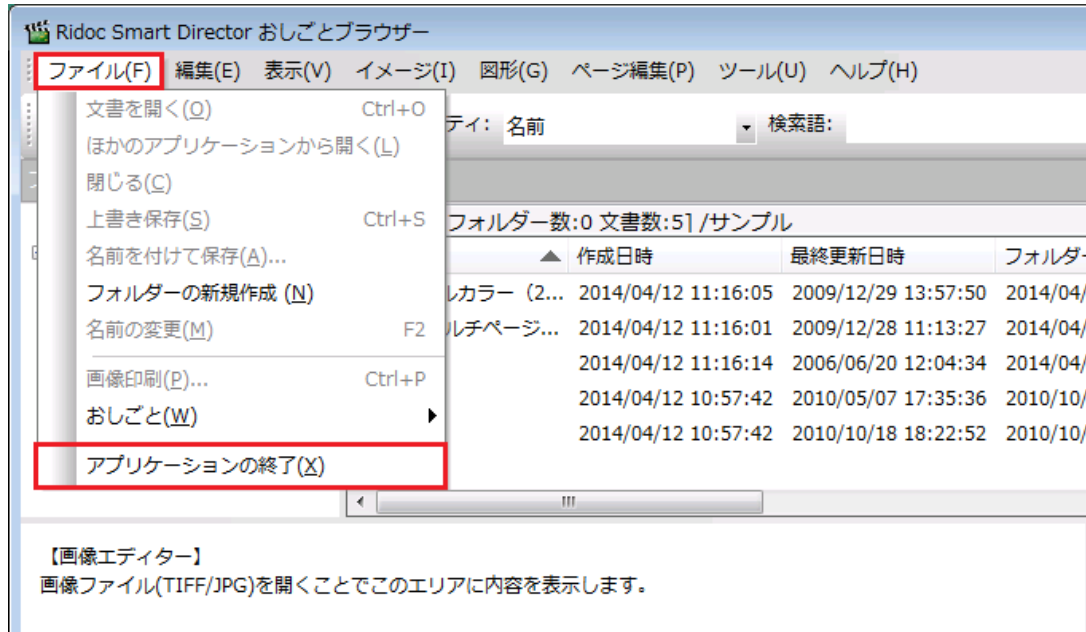 Ridoc Smart Director おしごとブラウザー
ファイル(F) 編集(E) 表示(V) イメージ(I) 図形(G) ページ編集(P) ツール(U) ヘルプ(H)
文書を開く(O) Ctrl+O
ティ: 名前 検索語:
ほかのアプリケーションから開く(L)
閉じる(C)
上書き保存(S) Ctrl+S
フォルダー数:0 文書数:5] /サンプル
名前を付けて保存(A)...
作成日時 最終更新日時 フォルダー
フォルダーの新規作成 (N)
ルカラー（2... 2014/04/12 11:16:05 2009/12/29 13:57:50 2014/04/
名前の変更(M) F2
ルチページ... 2014/04/12 11:16:01 2009/12/28 11:13:27 2014/04/
2014/04/12 11:16:14 2006/06/20 12:04:34 2014/04/
画像印刷(P)... Ctrl+P
2014/04/12 10:57:42 2010/05/07 17:35:36 2010/10/
おしごと(W)
2014/04/12 10:57:42 2010/10/18 18:22:52 2010/10/
アプリケーションの終了(X)
【画像エディター】
画像ファイル(TIFF/JPG)を開くことでこのエリアに内容を表示します。